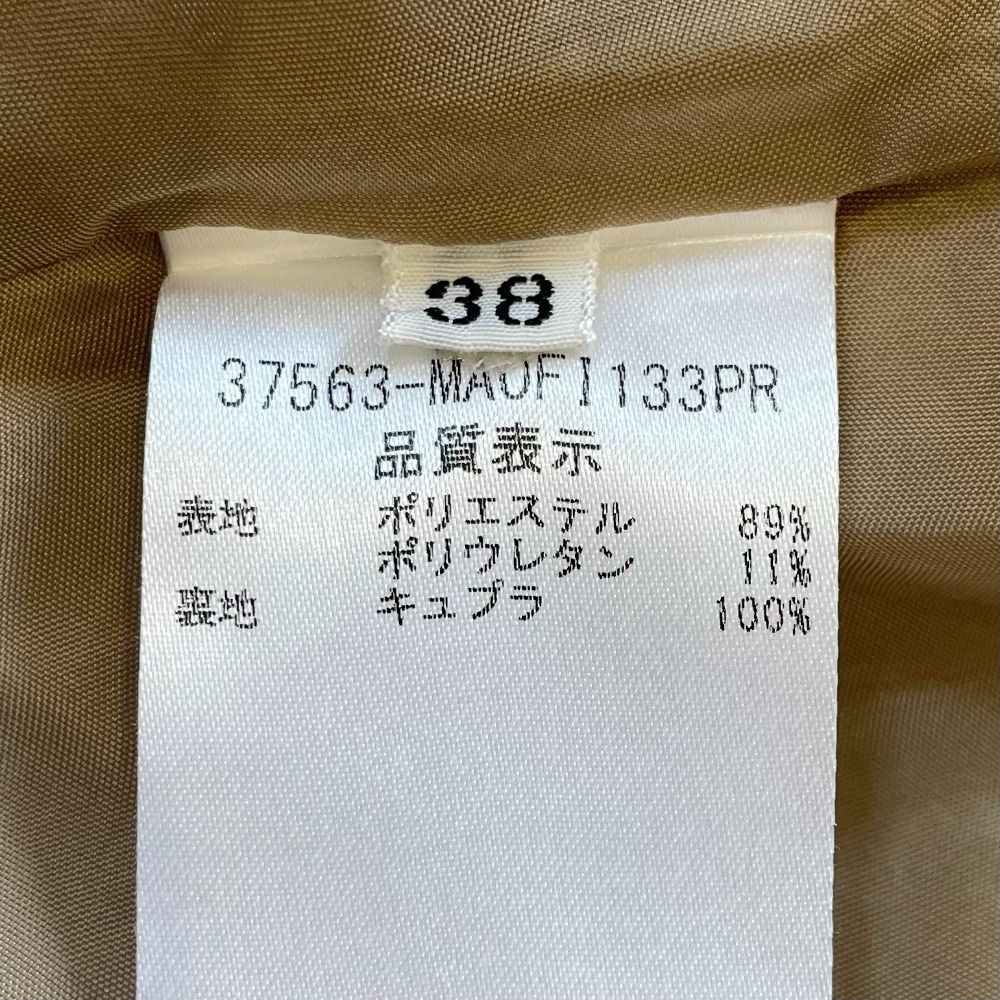 38
37563-MAOFI133PR
品質表示
表地 ポリエステル 89%
ポリウレタン 11%
裏地 キュプラ 100%